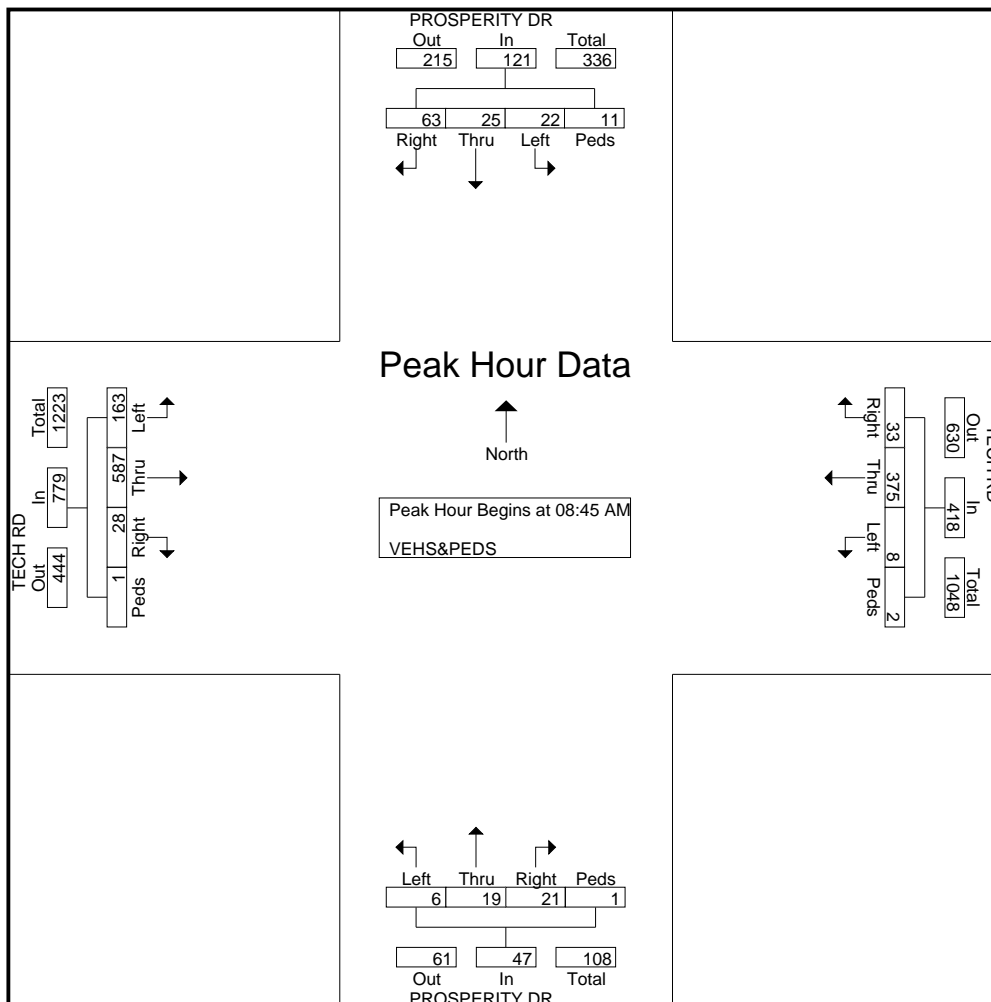 PROSPERITY DR
Out In Total
215 121 336
63 25 22 11
Right Thru Left Peds
Peak Hour Data
North
Peak Hour Begins at 08:45 AM
VEHS&PEDS
TECH RD
Total In Out
1223 779 444
163 587 28 1
Left Thru Right Peds
TECH RD
Out In Total
630 418 1048
33 375 8 2
Right Thru Left Peds
Left Thru Right Peds
6 19 21 1
61 47 108
Out In Total
PROSPERITY DR